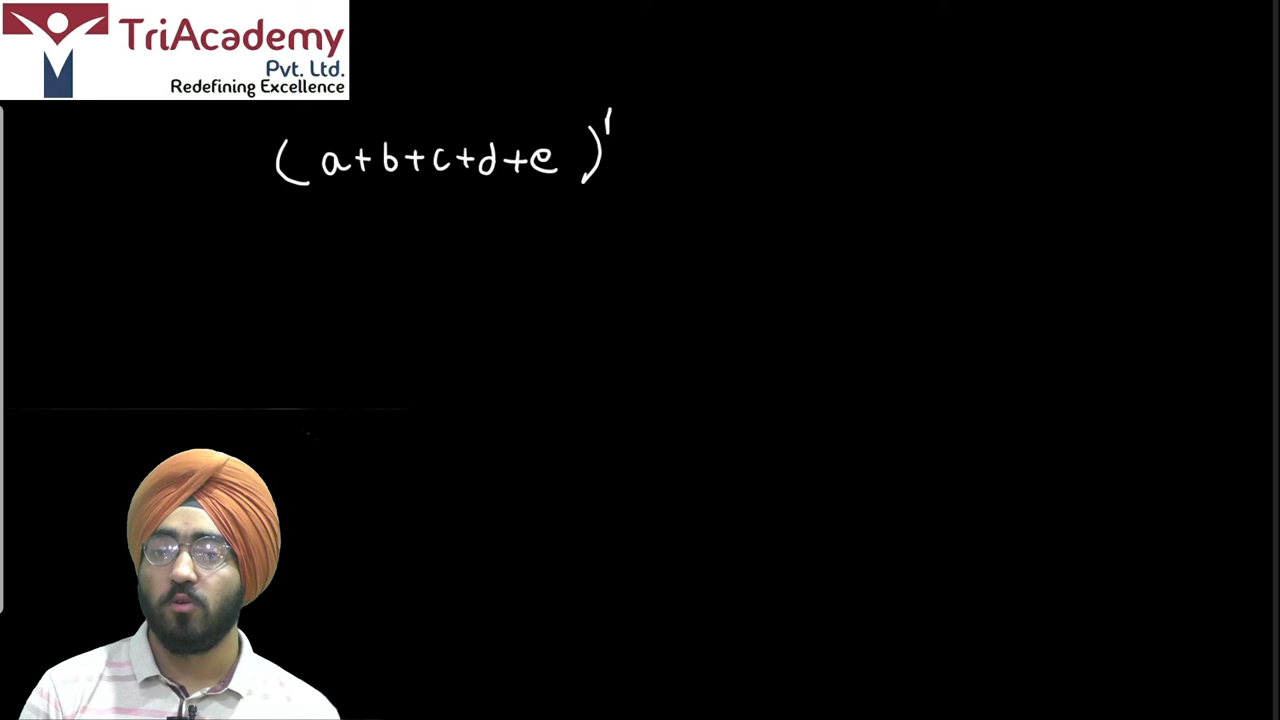 TriAcademy
Pvt. Ltd.
Redefining Excellence
(a+b+c+d+e)'